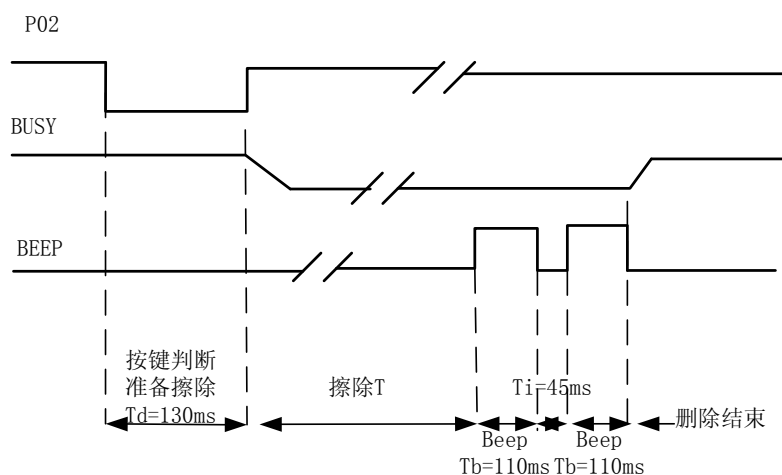 P02
BUSY
BEEP
按键判断
准备擦除
Td=130ms
擦除T
Ti=45ms
删除结束
Beep
Tb=110ms
Beep
Tb=110ms